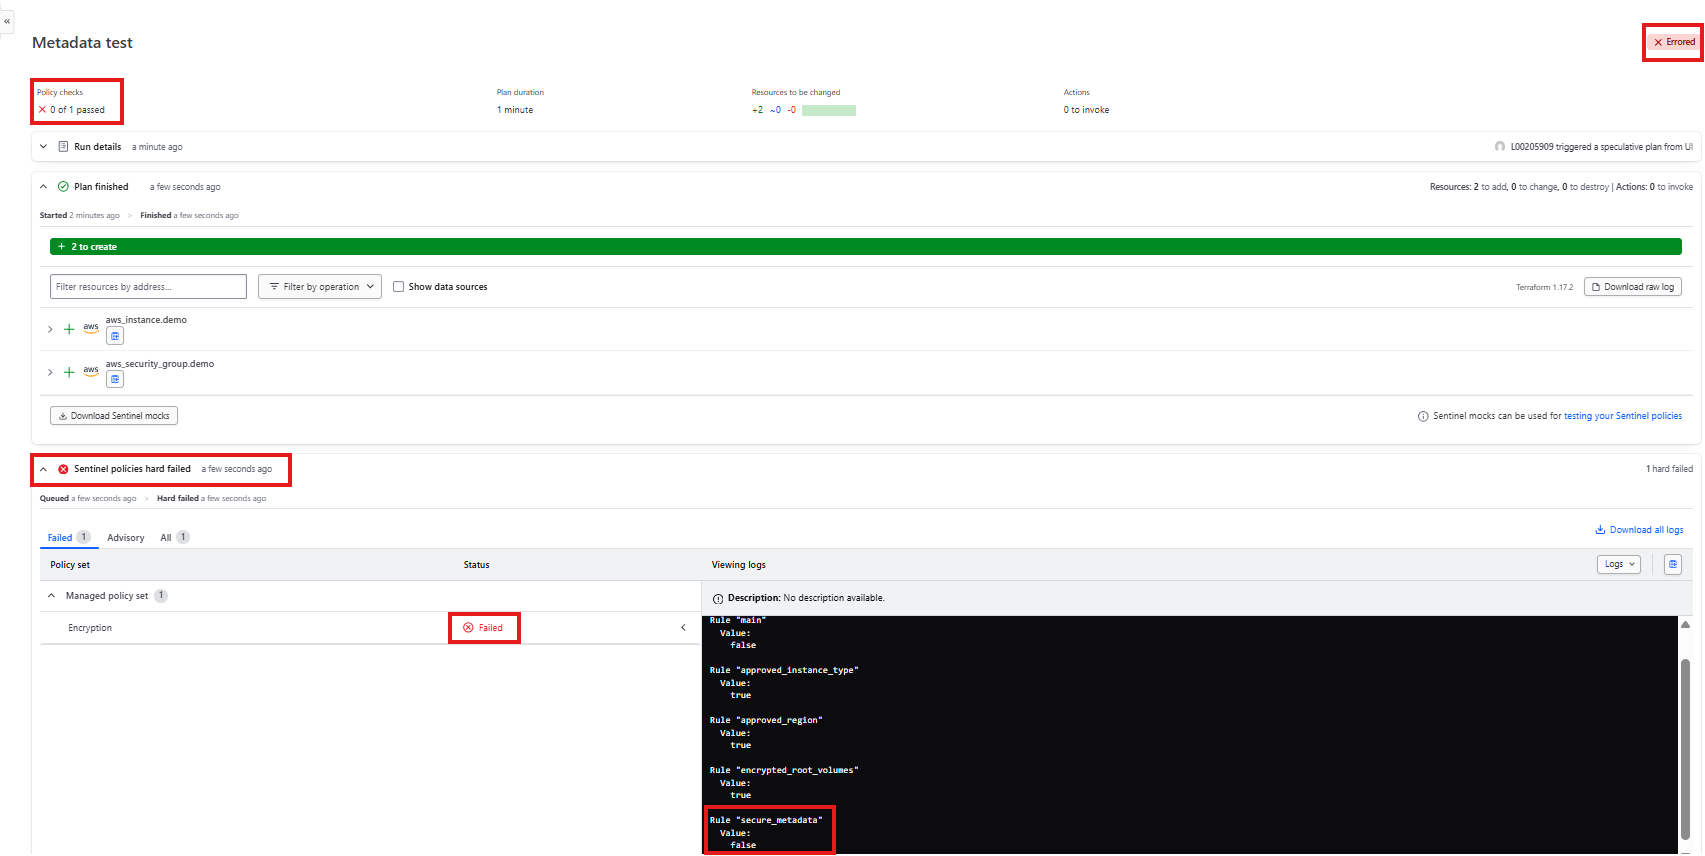 «
Metadata test
Errored
Policy checks
0 of 1 passed
Plan duration
1 minute
Resources to be changed
+2 ~0 -0
Actions
0 to invoke
Run details a minute ago
L00205909 triggered a speculative plan from UI
Plan finished a few seconds ago
Resources: 2 to add, 0 to change, 0 to destroy | Actions: 0 to invoke
Started 2 minutes ago > Finished a few seconds ago
+ 2 to create
Filter resources by address...
Filter by operation
Show data sources
Terraform 1.17.2
Download raw log
aws
aws_instance.demo
aws
aws_security_group.demo
Download Sentinel mocks
Sentinel mocks can be used for testing your Sentinel policies
Sentinel policies hard failed a few seconds ago
1 hard failed
Queued a few seconds ago > Hard failed a few seconds ago
Failed 1
Advisory
All 1
Download all logs
Policy set
Status
Viewing logs
Logs
Managed policy set 1
Description: No description available.
Encryption
Failed
Rule "main"
Value:
false
Rule "approved_instance_type"
Value:
true
Rule "approved_region"
Value:
true
Rule "encrypted_root_volumes"
Value:
true
Rule "secure_metadata"
Value:
false